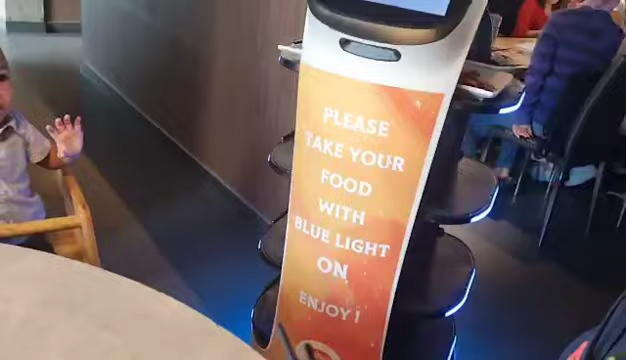 PLEASE
TAKE YOUR
FOOD
WITH
BLUE LIGHT
ON
ENJOY!